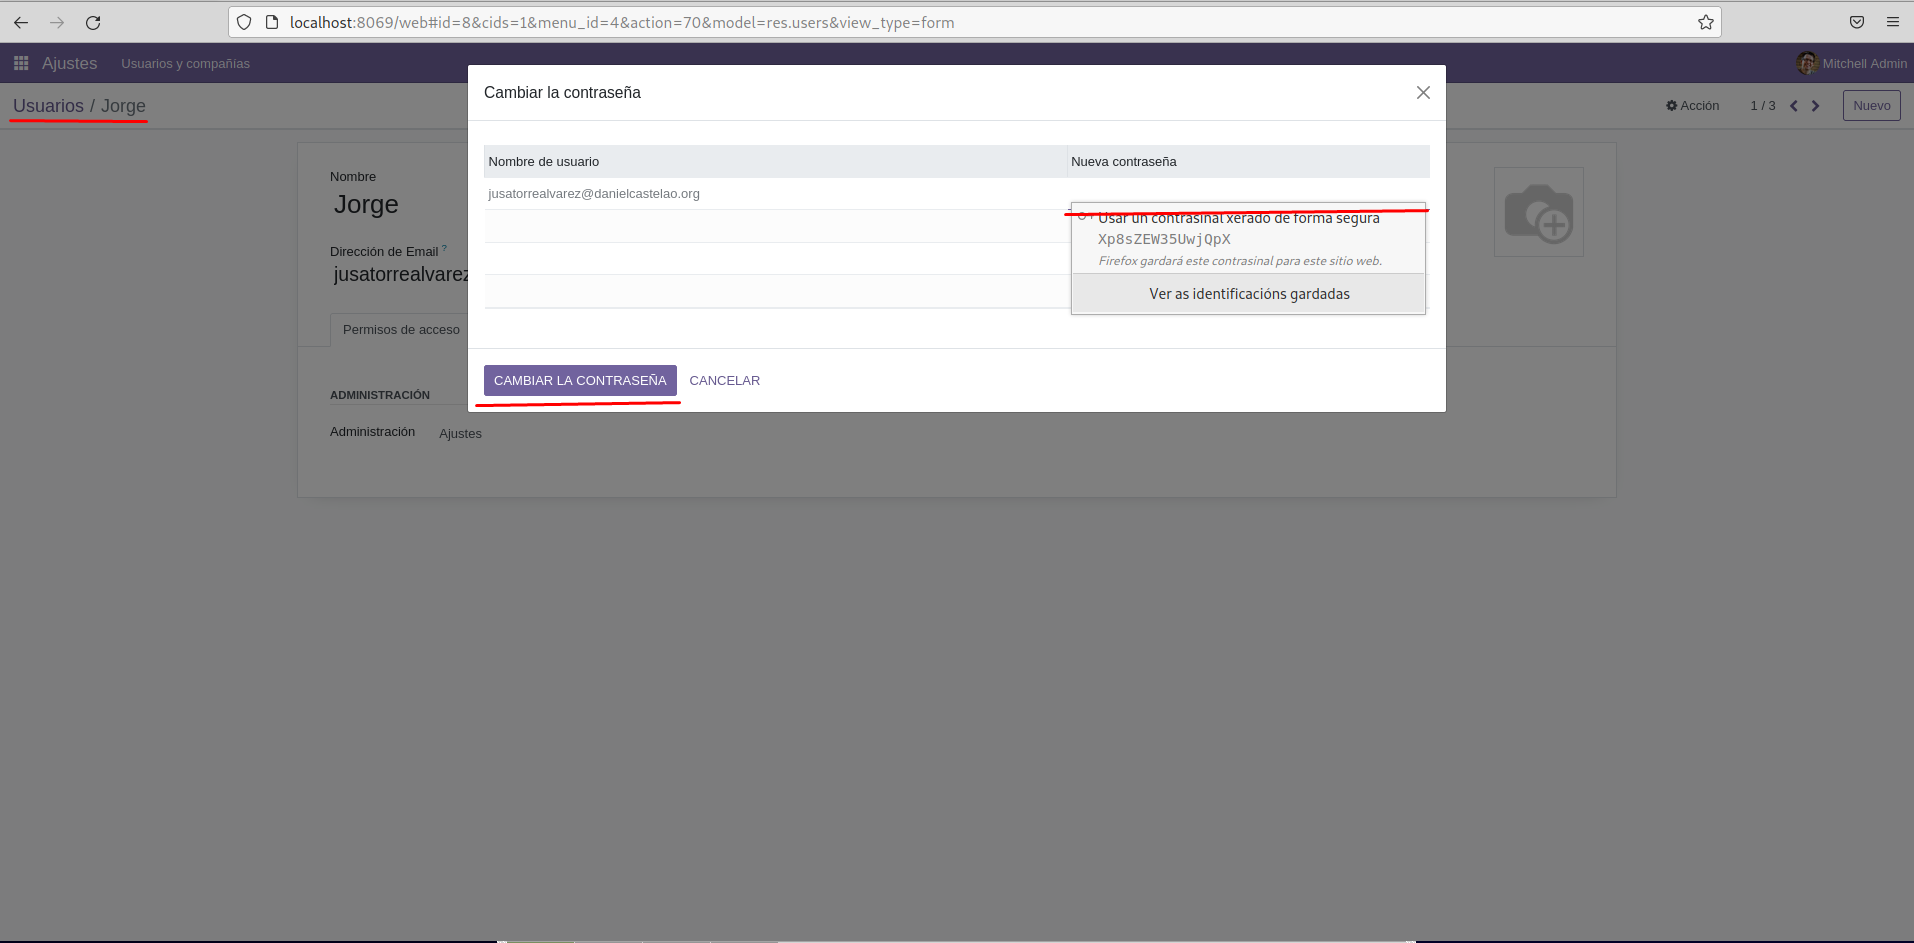 localhost:8069/web#id=8&cids=1&menu_id=4&action=70&model=res.users&view_type=form
Ajustes Usuarios y compañías Mitchell Admin
Usuarios / Jorge Acción 1 / 3 Nuevo
Cambiar la contraseña
Nombre de usuario Nueva contraseña
jusatorrealvarez@danielcastelao.org
Usar un contrasinal xerado de forma segura
Xp8sZEW35UwjQpX
Firefox gardará este contrasinal para este sitio web.
Ver as identificacións gardadas
CAMBIAR LA CONTRASEÑA CANCELAR
Nombre
Jorge
Dirección de Email ?
jusatorrealvarez
Permisos de acceso
ADMINISTRACIÓN
Administración Ajustes